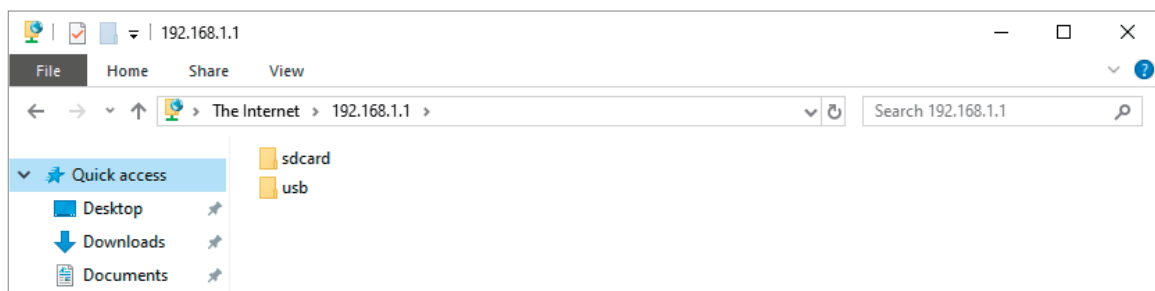 192.168.1.1
File Home Share View
The Internet > 192.168.1.1 > Search 192.168.1.1
Quick access
sdcard
usb
Desktop
Downloads
Documents